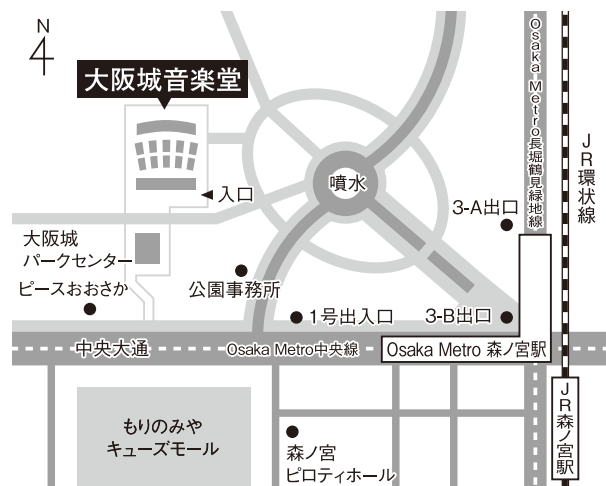 N
4
大阪城音楽堂
Osaka Metro長堀鶴見緑地線
JR環状線
噴水
入口
3-A出口
大阪城
パークセンター
ピースおおさか
公園事務所
1号出入口
3-B出口
中央大通
Osaka Metro中央線
Osaka Metro 森ノ宮駅
JR森ノ宮駅
もりのみや
キューズモール
森ノ宮
ピロティホール